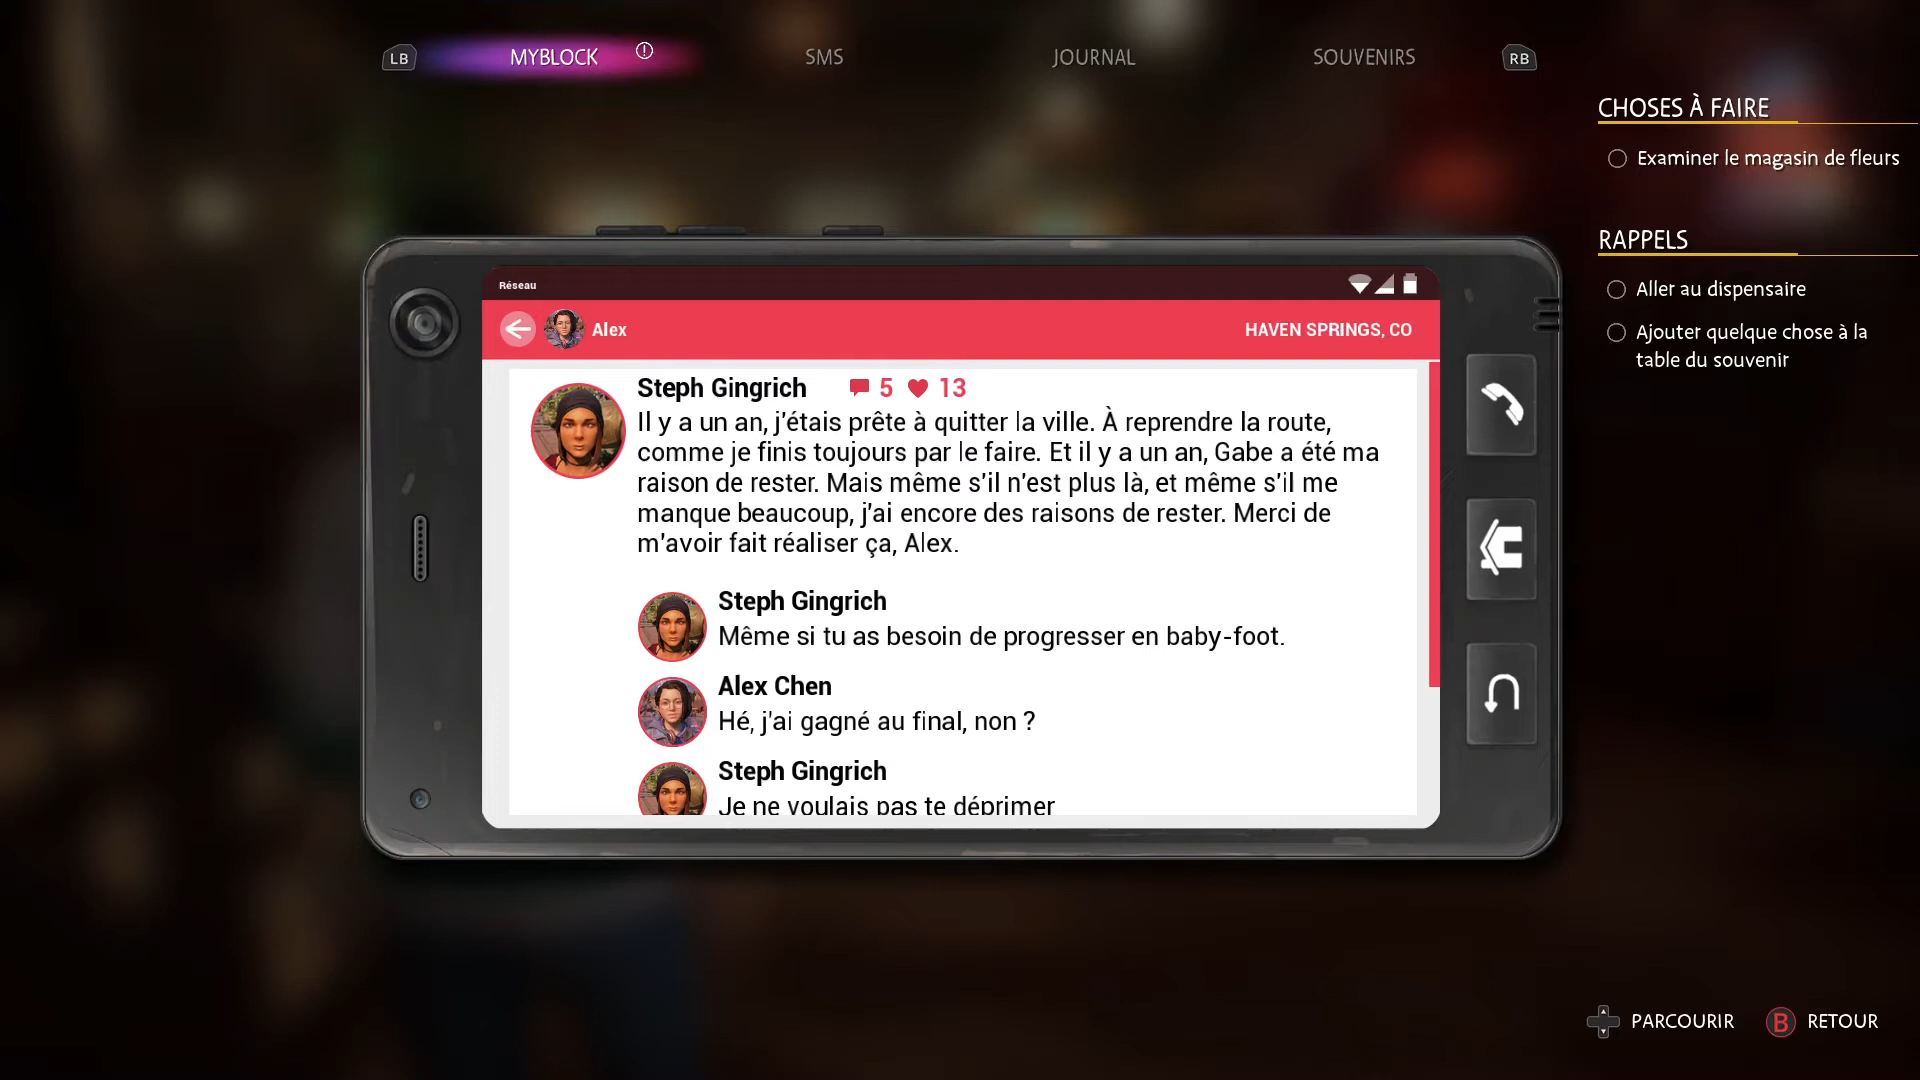 LB
MYBLOCK
SMS
JOURNAL
SOUVENIRS
RB
CHOSES À FAIRE
Examiner le magasin de fleurs
RAPPELS
Aller au dispensaire
Ajouter quelque chose à la
table du souvenir
Réseau
Alex
HAVEN SPRINGS, CO
Steph Gingrich 5 13
Il y a un an, j'étais prête à quitter la ville. À reprendre la route,
comme je finis toujours par le faire. Et il y a un an, Gabe a été ma
raison de rester. Mais même s'il n'est plus là, et même s'il me
manque beaucoup, j'ai encore des raisons de rester. Merci de
m'avoir fait réaliser ça, Alex.
Steph Gingrich
Même si tu as besoin de progresser en baby-foot.
Alex Chen
Hé, j'ai gagné au final, non ?
Steph Gingrich
Je ne voulais pas te déprimer
PARCOURIR
B RETOUR